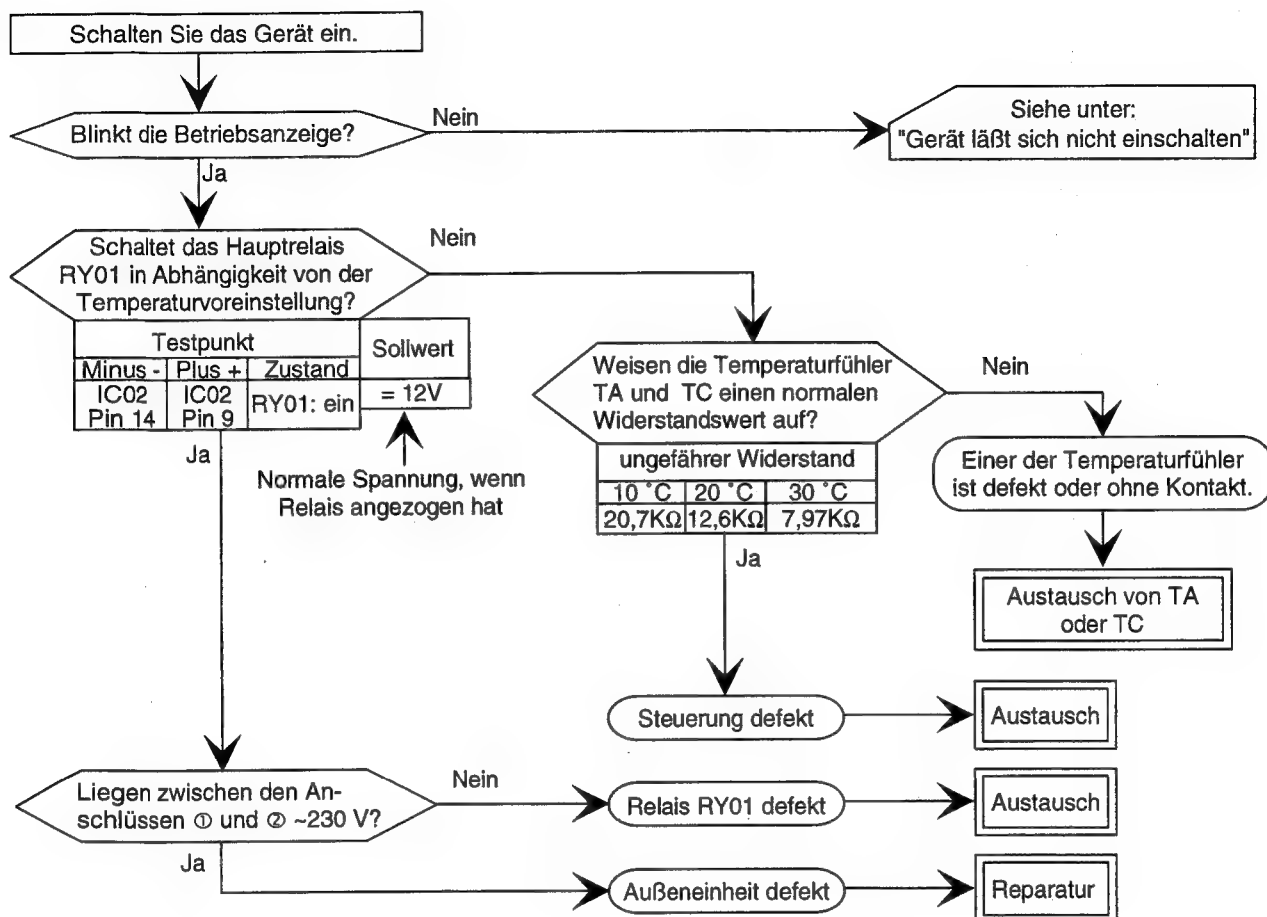 Schalten Sie das Gerät ein.
Blinkt die Betriebsanzeige?
Nein
Siehe unter:
"Gerät läßt sich nicht einschalten"
Ja
Schaltet das Hauptrelais
RY01 in Abhängigkeit von der
Temperaturvoreinstellung?
Nein
Testpunkt
Sollwert
Minus - Plus + Zustand
IC02 IC02 RY01: ein = 12V
Pin 14 Pin 9
Ja
Normale Spannung, wenn
Relais angezogen hat
Weisen die Temperaturfühler
TA und TC einen normalen
Widerstandswert auf?
Nein
ungefährer Widerstand
10 °C 20 °C 30 °C
20,7KΩ 12,6KΩ 7,97KΩ
Ja
Einer der Temperaturfühler
ist defekt oder ohne Kontakt.
Austausch von TA
oder TC
Steuerung defekt
Austausch
Liegen zwischen den An-
schlüssen ① und ② ~230 V?
Nein
Relais RY01 defekt
Austausch
Ja
Außeneinheit defekt
Reparatur